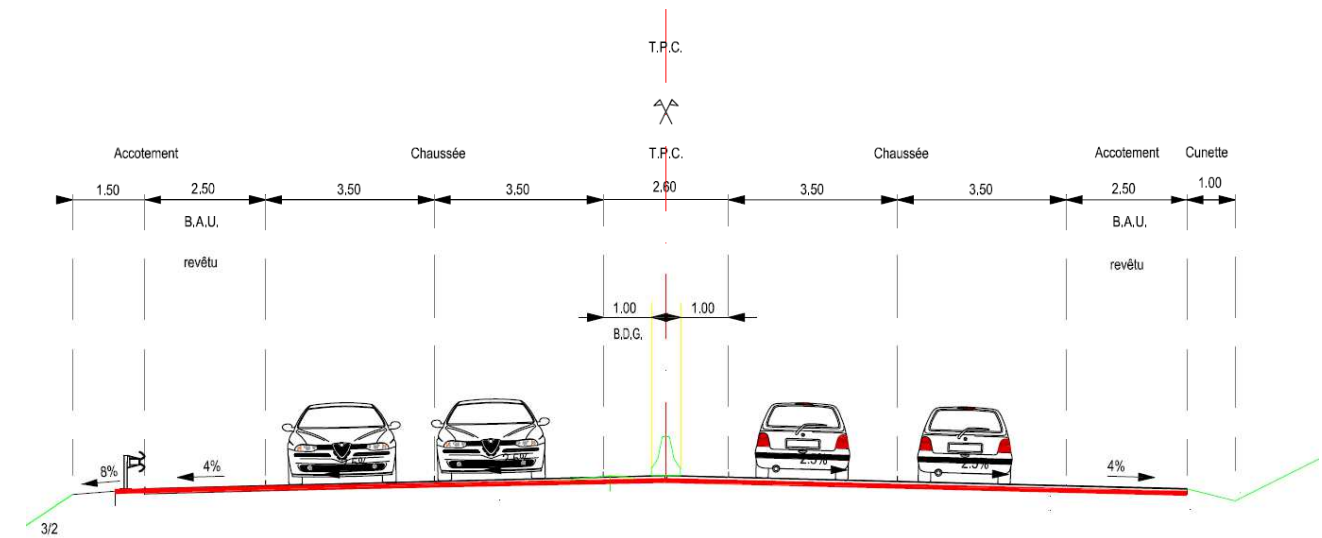 T.P.C.
Accotement Chaussée T.P.C. Chaussée Accotement Cunette
1.50 2.50 3,50 3,50 2.60 3,50 3,50 2.50 1.00
B.A.U. B.A.U.
revêtu revêtu
1.00 1.00
B.D.G.
8% 4% 2.5% 2.5% 4%
3/2